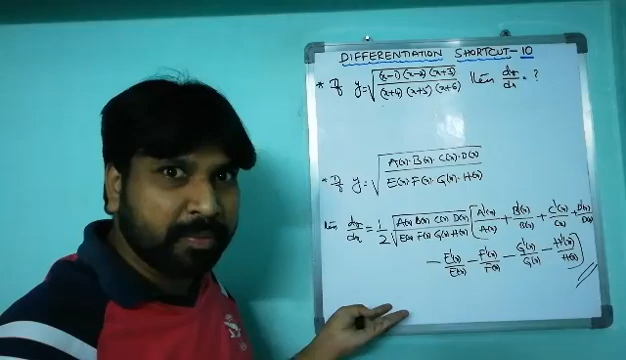 DIFFERENTIATION SHORTCUT-10
* If y = √((x-1)(x-2)(x+3) / (x+4)(x+5)(x+6)) then dy/dx = ?
* If y = √(A(x)·B(x)·C(x)·D(x) / E(x)·F(x)·G(x)·H(x))
then dy/dx = 1/2 √(A(x)·B(x)·C(x)·D(x) / E(x)·F(x)·G(x)·H(x)) [A'(x)/A(x) + B'(x)/B(x) + C'(x)/C(x) + D'(x)/D(x)
- E'(x)/E(x) - F'(x)/F(x) - G'(x)/G(x) - H'(x)/H(x)]